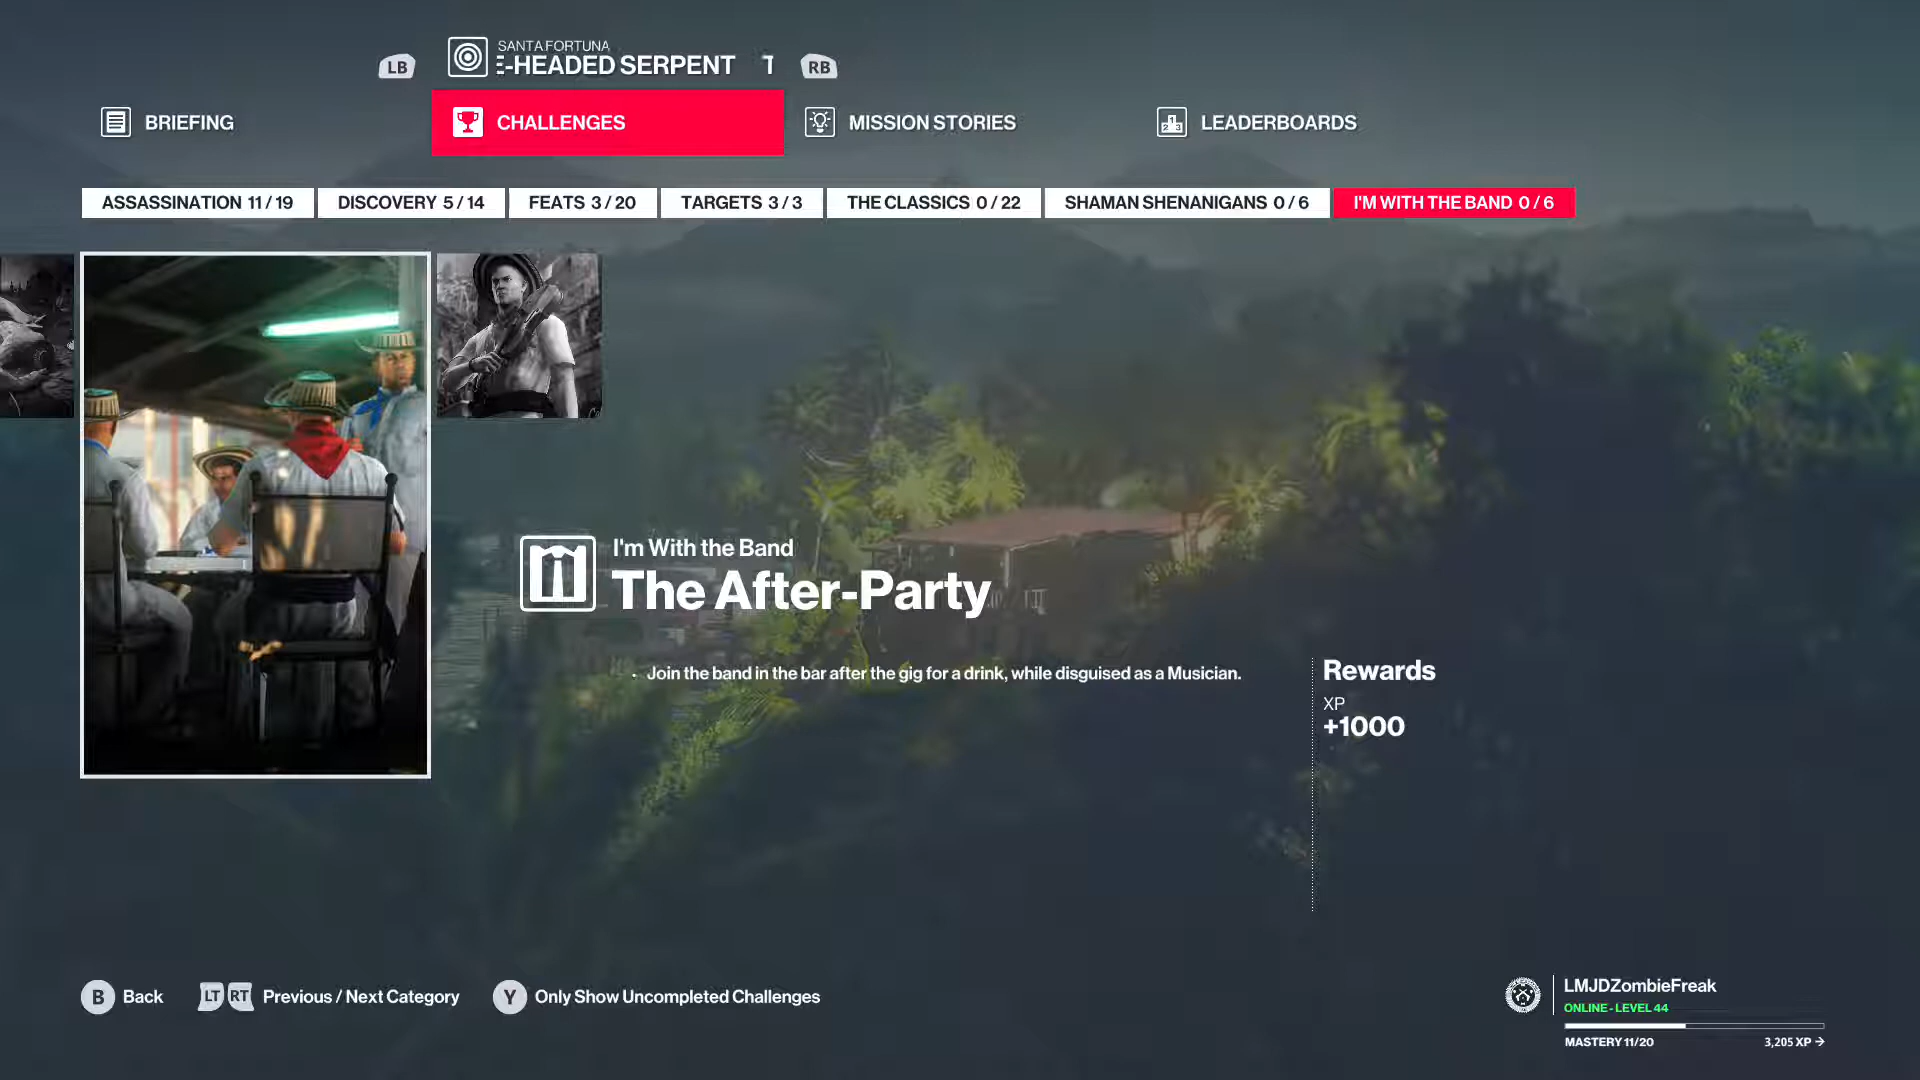 SANTA FORTUNA
-HEADED SERPENT T
LB
RB
BRIEFING
CHALLENGES
MISSION STORIES
LEADERBOARDS
ASSASSINATION 11 / 19
DISCOVERY 5 / 14
FEATS 3 / 20
TARGETS 3 / 3
THE CLASSICS 0 / 22
SHAMAN SHENANIGANS 0 / 6
I'M WITH THE BAND 0 / 6
I'm With the Band
The After-Party
· Join the band in the bar after the gig for a drink, while disguised as a Musician.
Rewards
XP
+1000
B Back
LT RT Previous / Next Category
Y Only Show Uncompleted Challenges
LMJDZombieFreak
ONLINE - LEVEL 44
MASTERY 11/20
3,205 XP →